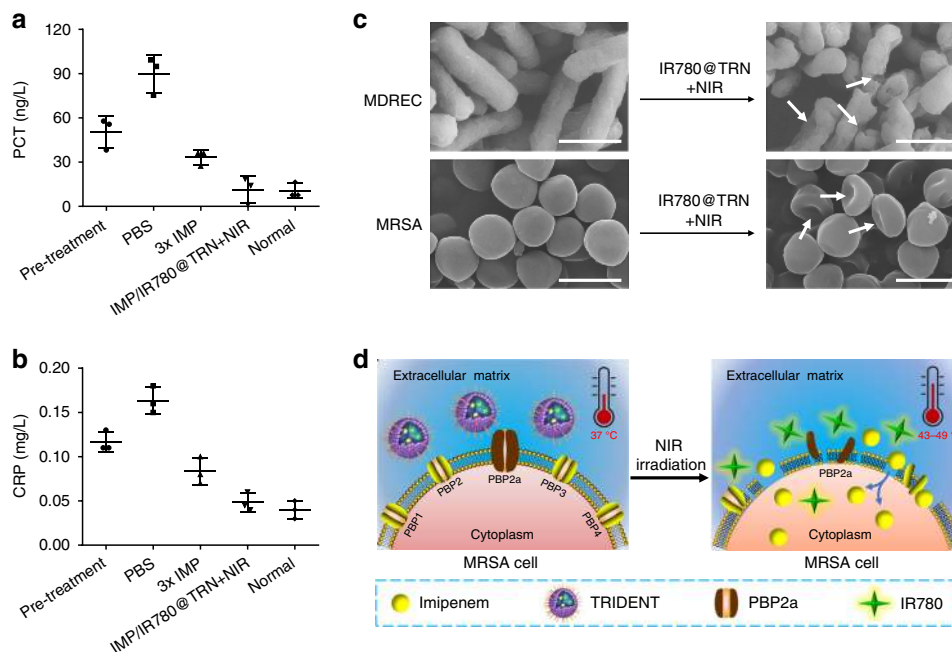 a
PCT (ng/L)
120
90
60
30
0
Pre-treatment
PBS
3x IMP
IMP/IR780@TRN+NIR
Normal
b
CRP (mg/L)
0.20
0.15
0.10
0.05
0.00
Pre-treatment
PBS
3x IMP
IMP/IR780@TRN+NIR
Normal
c
MDREC
IR780@TRN
+NIR
MRSA
IR780@TRN
+NIR
d
Extracellular matrix
37 °C
PBP1
PBP2
PBP2a
PBP3
PBP4
Cytoplasm
MRSA cell
NIR
irradiation
Extracellular matrix
43–49 °C
PBP2a
Cytoplasm
MRSA cell
Imipenem
TRIDENT
PBP2a
IR780